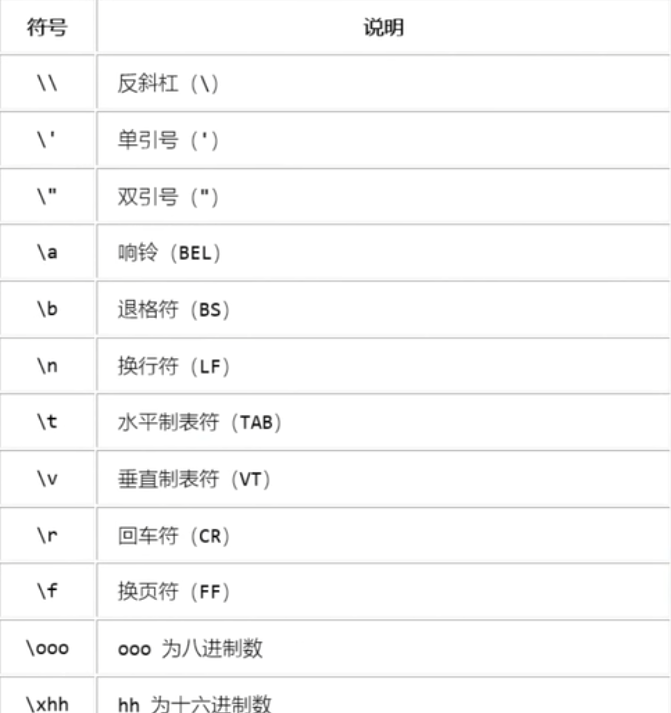 符号 说明
\\ 反斜杠（\）
\' 单引号（'）
\" 双引号（"）
\a 响铃（BEL）
\b 退格符（BS）
\n 换行符（LF）
\t 水平制表符（TAB）
\v 垂直制表符（VT）
\r 回车符（CR）
\f 换页符（FF）
\ooo ooo 为八进制数
\xhh hh 为十六进制数